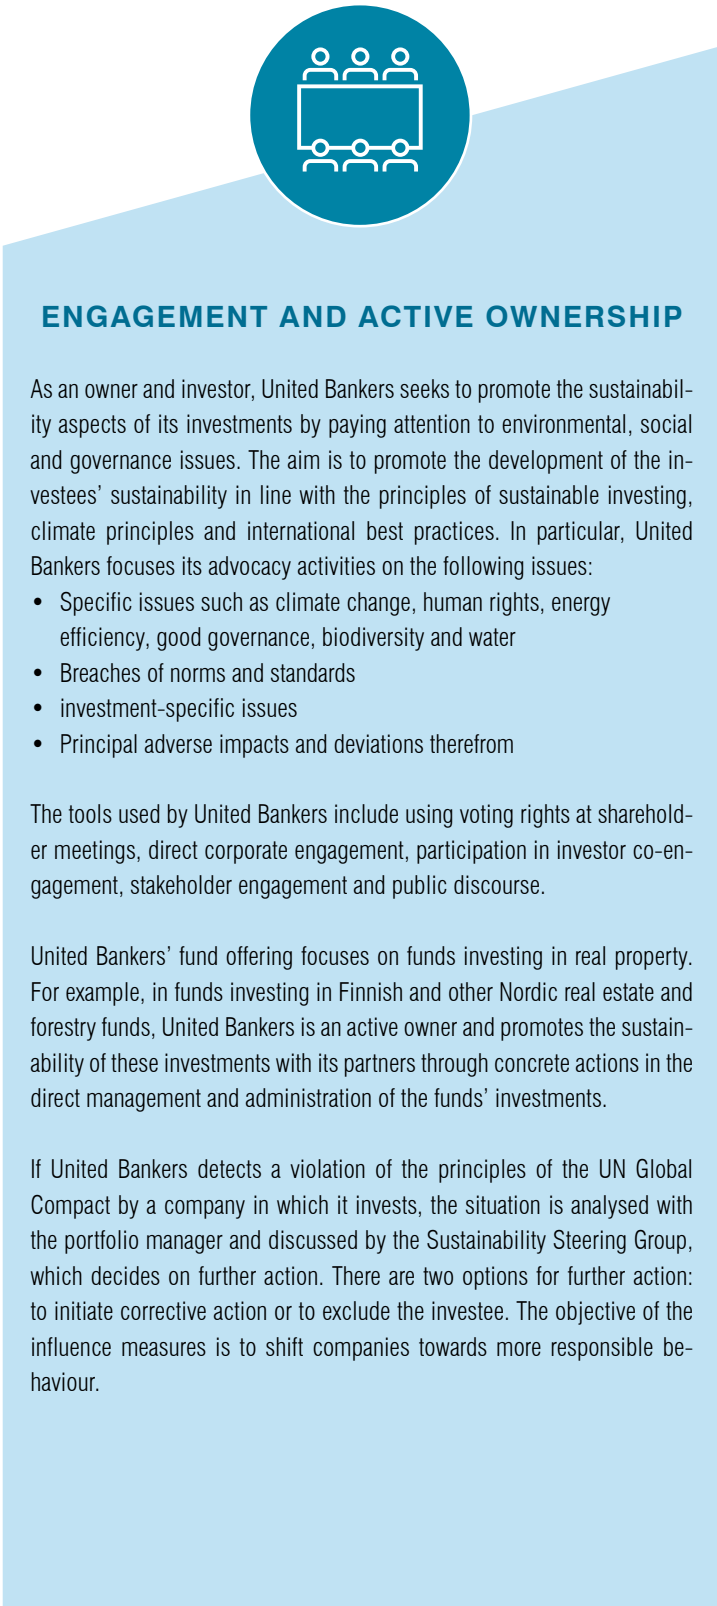 ENGAGEMENT AND ACTIVE OWNERSHIP
As an owner and investor, United Bankers seeks to promote the sustainabil-
ity aspects of its investments by paying attention to environmental, social
and governance issues. The aim is to promote the development of the in-
vestees’ sustainability in line with the principles of sustainable investing,
climate principles and international best practices. In particular, United
Bankers focuses its advocacy activities on the following issues:
• Specific issues such as climate change, human rights, energy
efficiency, good governance, biodiversity and water
• Breaches of norms and standards
• investment-specific issues
• Principal adverse impacts and deviations therefrom
The tools used by United Bankers include using voting rights at sharehold-
er meetings, direct corporate engagement, participation in investor co-en-
gagement, stakeholder engagement and public discourse.
United Bankers’ fund offering focuses on funds investing in real property.
For example, in funds investing in Finnish and other Nordic real estate and
forestry funds, United Bankers is an active owner and promotes the sustain-
ability of these investments with its partners through concrete actions in the
direct management and administration of the funds’ investments.
If United Bankers detects a violation of the principles of the UN Global
Compact by a company in which it invests, the situation is analysed with
the portfolio manager and discussed by the Sustainability Steering Group,
which decides on further action. There are two options for further action:
to initiate corrective action or to exclude the investee. The objective of the
influence measures is to shift companies towards more responsible be-
haviour.